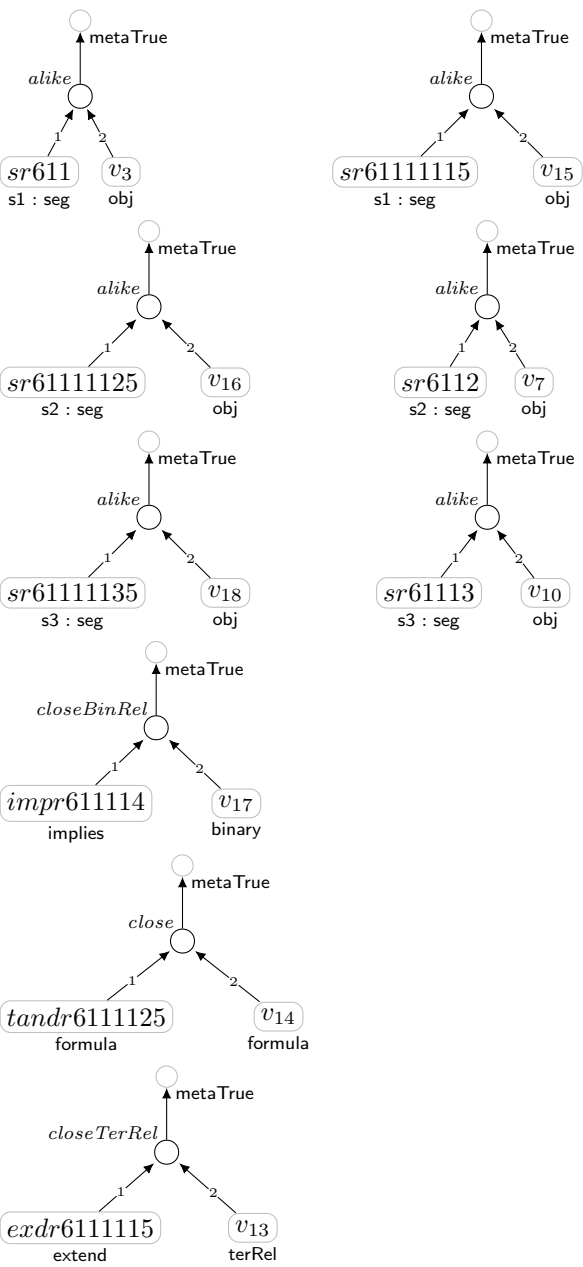 metaTrue metaTrue
alike alike
1 2 1 2
sr611 v3 sr61111115 v15
s1 : seg obj s1 : seg obj
metaTrue metaTrue
alike alike
1 2 1 2
sr61111125 v16 sr6112 v7
s2 : seg obj s2 : seg obj
metaTrue metaTrue
alike alike
1 2 1 2
sr61111135 v18 sr61113 v10
s3 : seg obj s3 : seg obj
metaTrue
closeBinRel
1 2
impr611114 v17
implies binary
metaTrue
close
1 2
tandr6111125 v14
formula formula
metaTrue
closeTerRel
1 2
exdr6111115 v13
extend terRel